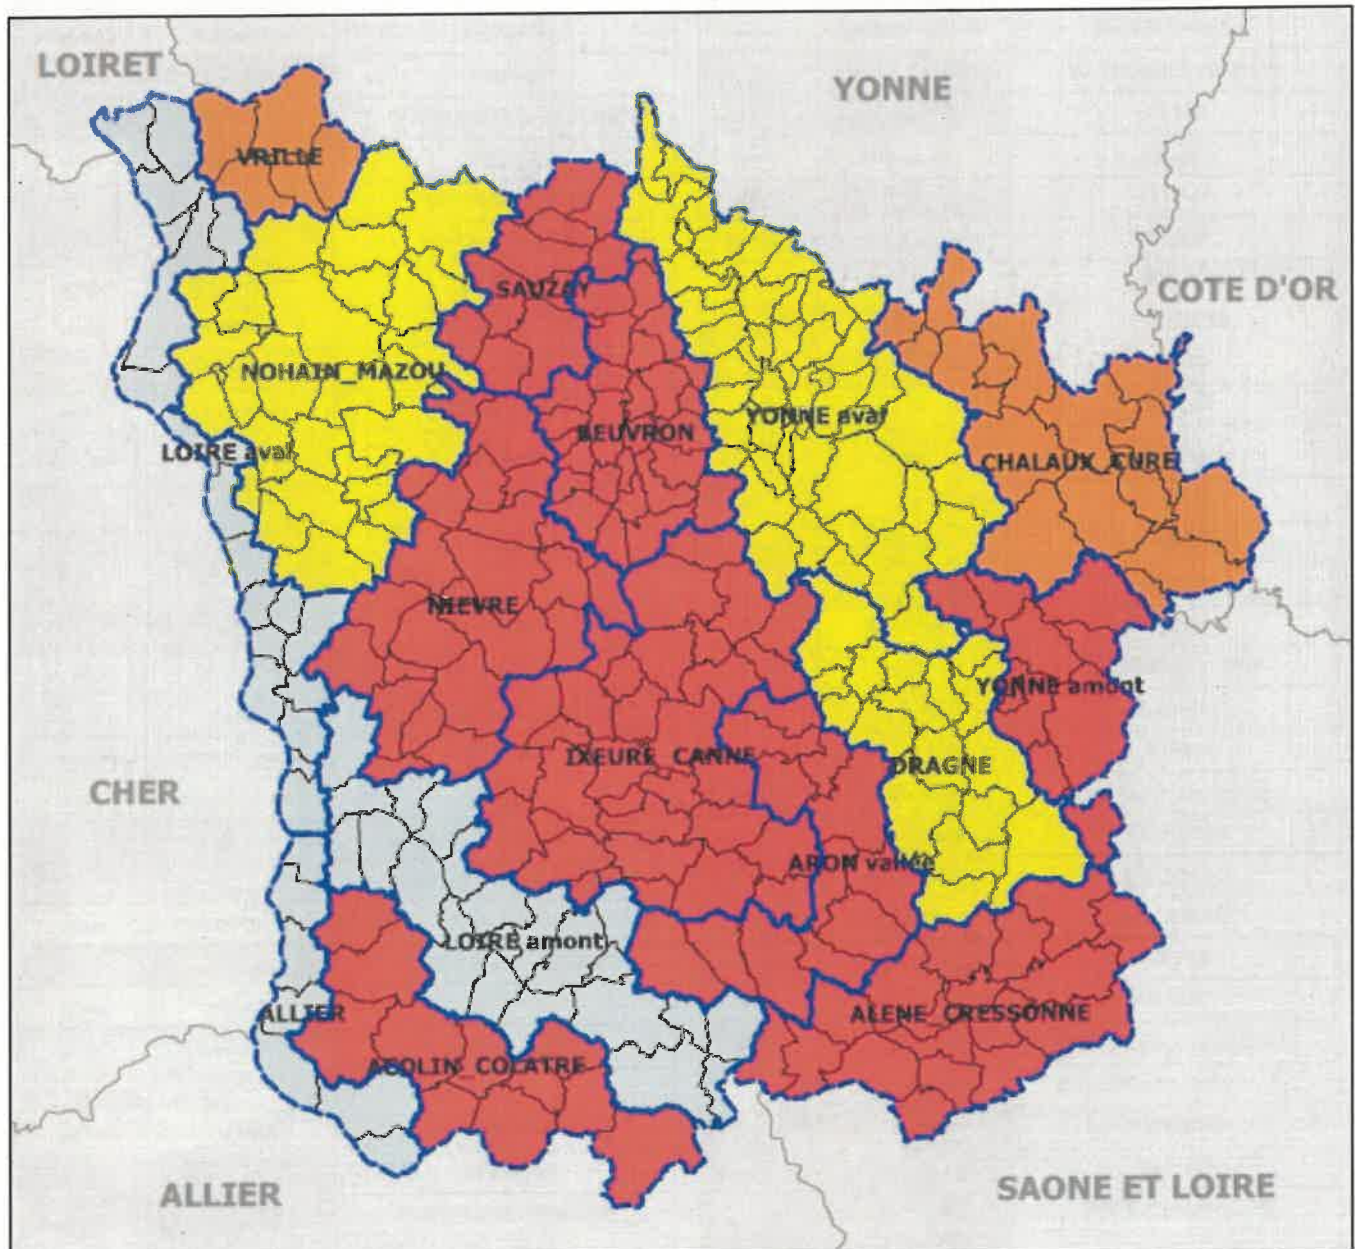 LOIRET
YONNE
VRILLE
COTE D'OR
SAUZAY
NOHAIN_MAZOU
YONNE aval
BEUVRON
LOIRE aval
CHALAUX_CURE
NIEVRE
YONNE amont
IXEURE_CANNE
DRAGNE
CHER
ARON vallée
LOIRE amont
ALLIER
ALENE_CRESSONNE
ACOLIN_COLATRE
ALLIER
SAONE ET LOIRE